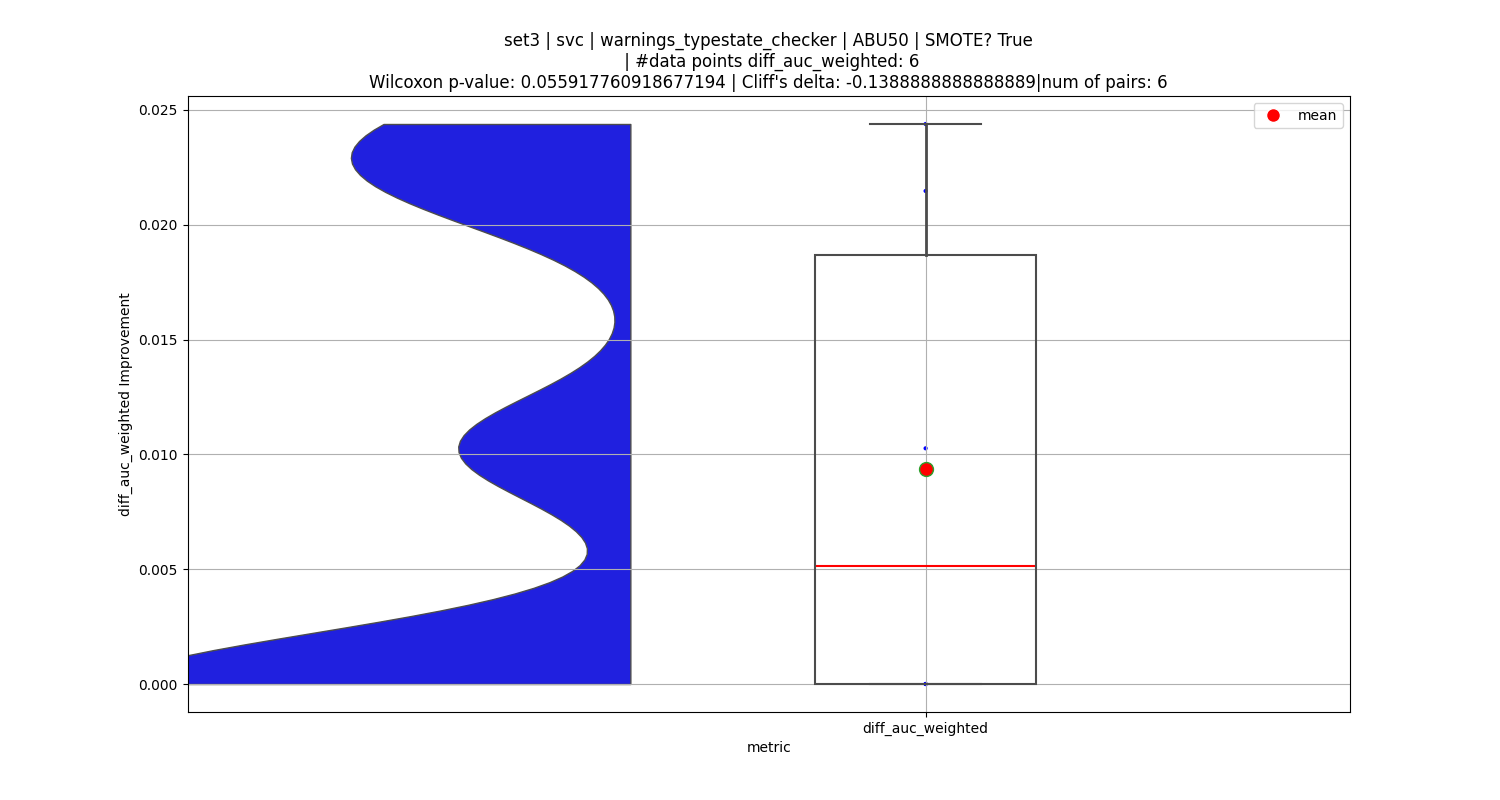 set3 | svc | warnings_typestate_checker | ABU50 | SMOTE? True
| #data points diff_auc_weighted: 6
Wilcoxon p-value: 0.055917760918677194 | Cliff's delta: -0.1388888888888889|num of pairs: 6
mean
0.025
0.020
0.015
0.010
0.005
0.000
diff_auc_weighted Improvement
diff_auc_weighted
metric